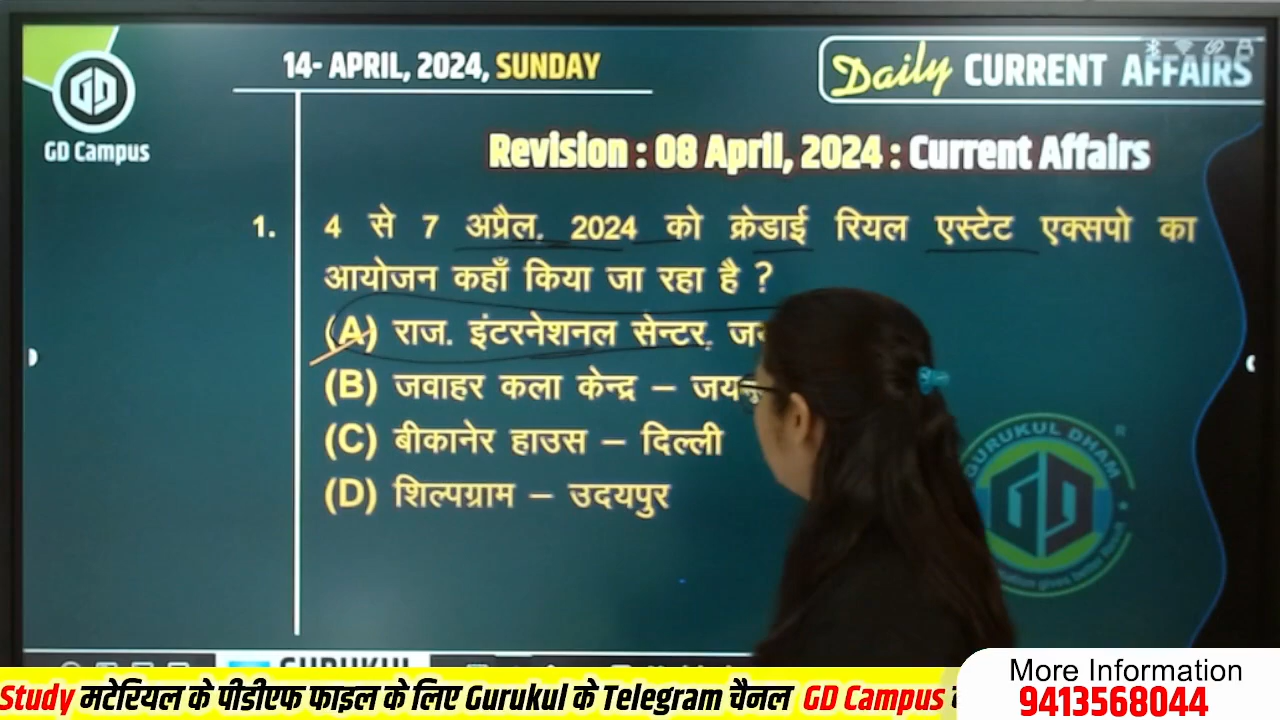 14- APRIL, 2024, SUNDAY
Daily CURRENT AFFAIRS
GD Campus
Revision : 08 April, 2024 : Current Affairs
1. 4 से 7 अप्रैल, 2024 को क्रेडाई रियल एस्टेट एक्सपो का
आयोजन कहाँ किया जा रहा है ?
(A) राज. इंटरनेशनल सेन्टर,
(B) जवाहर कला केन्द्र –
(C) बीकानेर हाउस – दिल्ली
(D) शिल्पग्राम – उदयपुर
GURUKUL DHAM
GURUKUL
Study मटेरियल के पीडीएफ फाइल के लिए Gurukul के Telegram चैनल GD Campus
More Information
9413568044